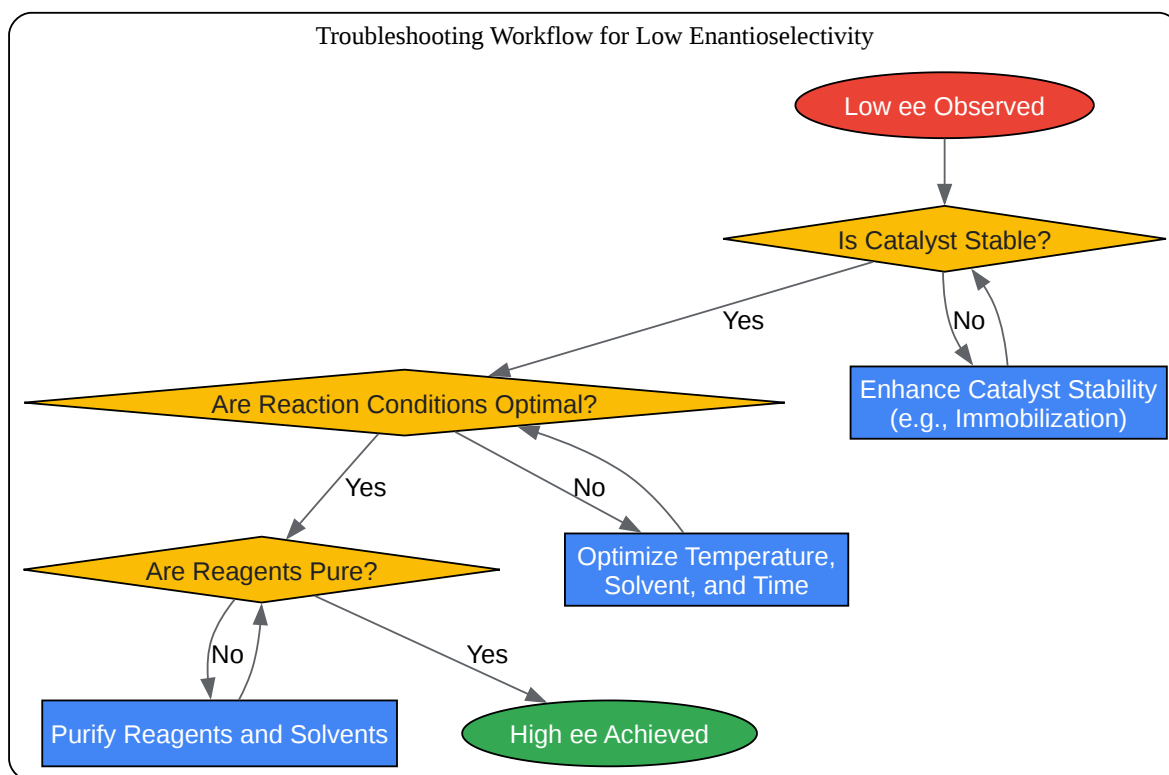 Troubleshooting Workflow for Low Enantioselectivity
Low ee Observed
Is Catalyst Stable?
Yes
No
Enhance Catalyst Stability
(e.g., Immobilization)
Are Reaction Conditions Optimal?
Yes
No
Optimize Temperature,
Solvent, and Time
Are Reagents Pure?
No
Yes
Purify Reagents and Solvents
High ee Achieved